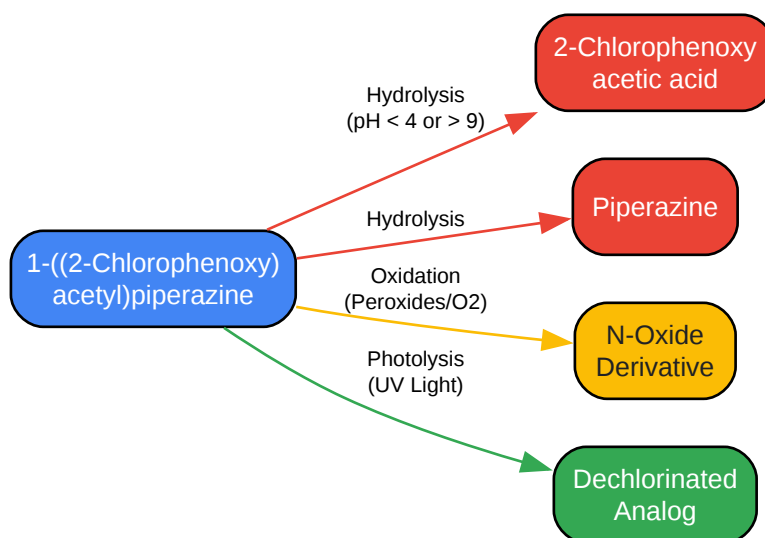 2-Chlorophenoxy
acetic acid
Hydrolysis
(pH < 4 or > 9)
Piperazine
Hydrolysis
1-((2-Chlorophenoxy)
acetyl)piperazine
Oxidation
(Peroxides/O2)
N-Oxide
Derivative
Photolysis
(UV Light)
Dechlorinated
Analog